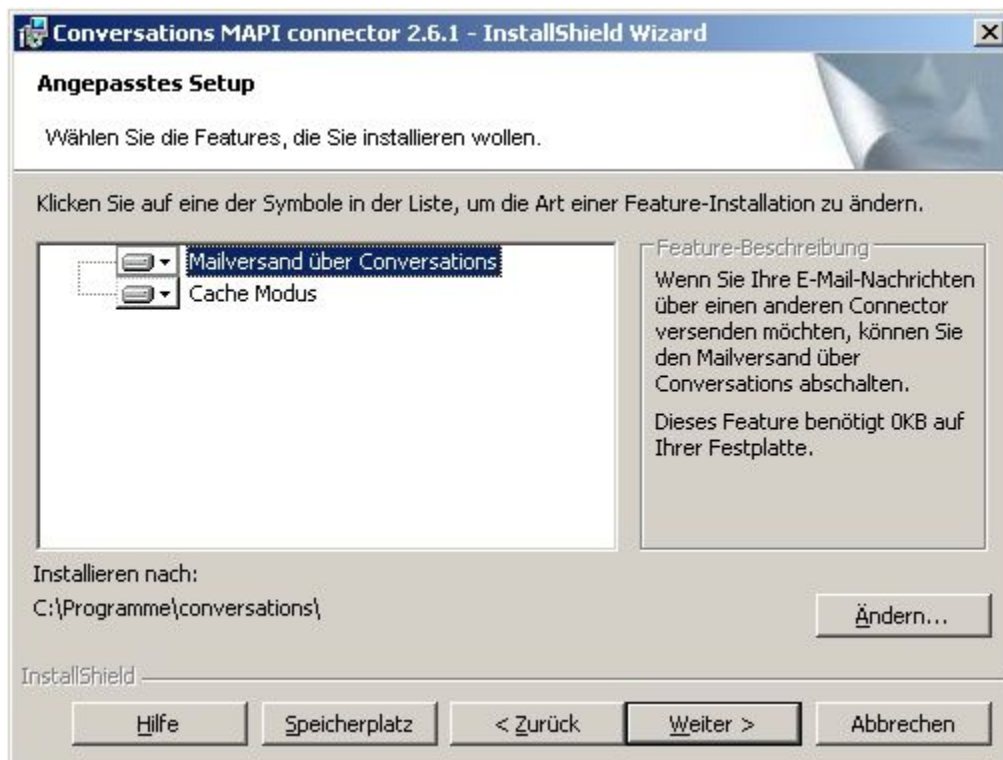 Conversations MAPI connector 2.6.1 - InstallShield Wizard
Angepasstes Setup
Wählen Sie die Features, die Sie installieren wollen.
Klicken Sie auf eine der Symbole in der Liste, um die Art einer Feature-Installation zu ändern.
Mailversand über Conversations
Cache Modus
Feature-Beschreibung
Wenn Sie Ihre E-Mail-Nachrichten
über einen anderen Connector
versenden möchten, können Sie
den Mailversand über
Conversations abschalten.
Dieses Feature benötigt 0KB auf
Ihrer Festplatte.
Installieren nach:
C:\Programme\conversations\
Ändern...
InstallShield
Hilfe
Speicherplatz
< Zurück
Weiter >
Abbrechen